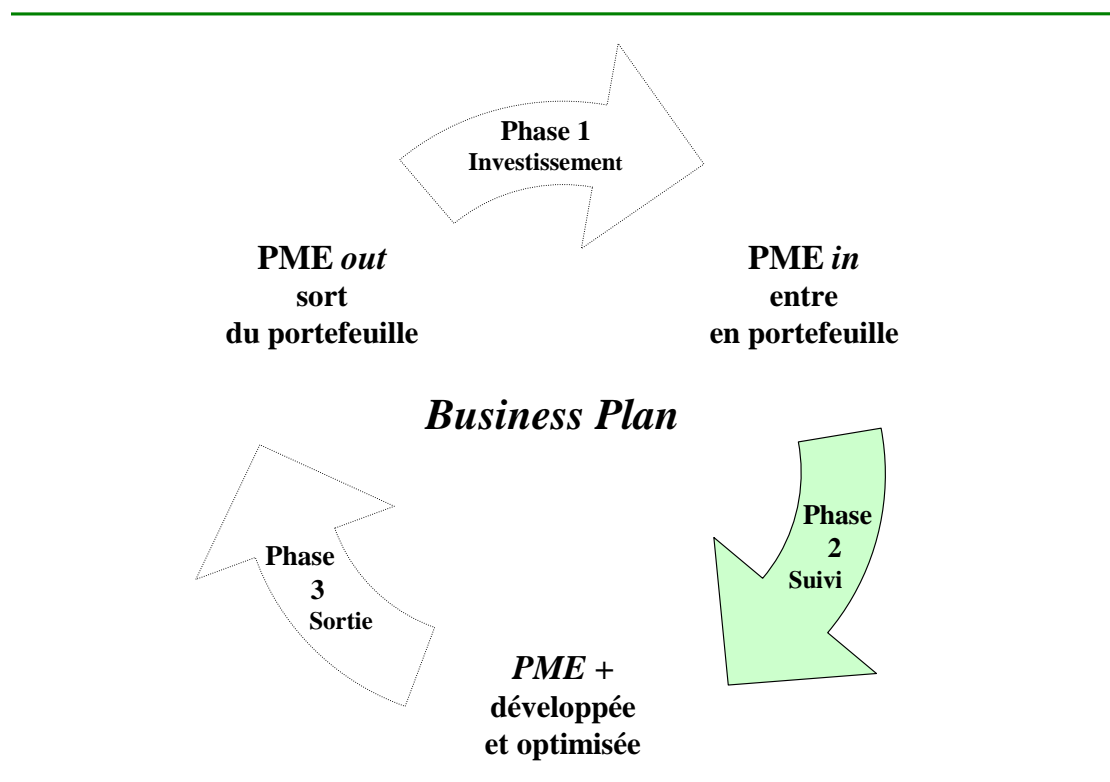 Phase 1
Investissement
PME out
sort
du portefeuille
PME in
entre
en portefeuille
Business Plan
Phase
2
Suivi
Phase
3
Sortie
PME +
développée
et optimisée